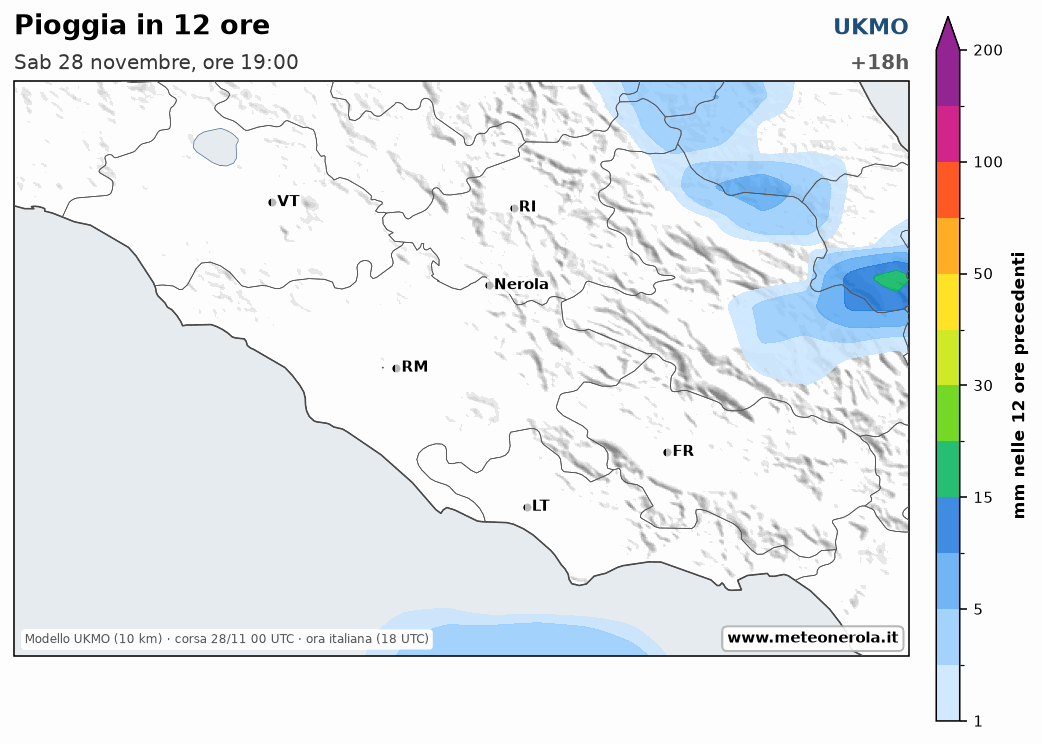 Pioggia in 12 ore
UKMO
Sab 28 novembre, ore 19:00
+18h
200
100
50
30
15
5
1
mm nelle 12 ore precedenti
VT
RI
Nerola
RM
FR
LT
Modello UKMO (10 km) · corsa 28/11 00 UTC · ora italiana (18 UTC)
www.meteonerola.it